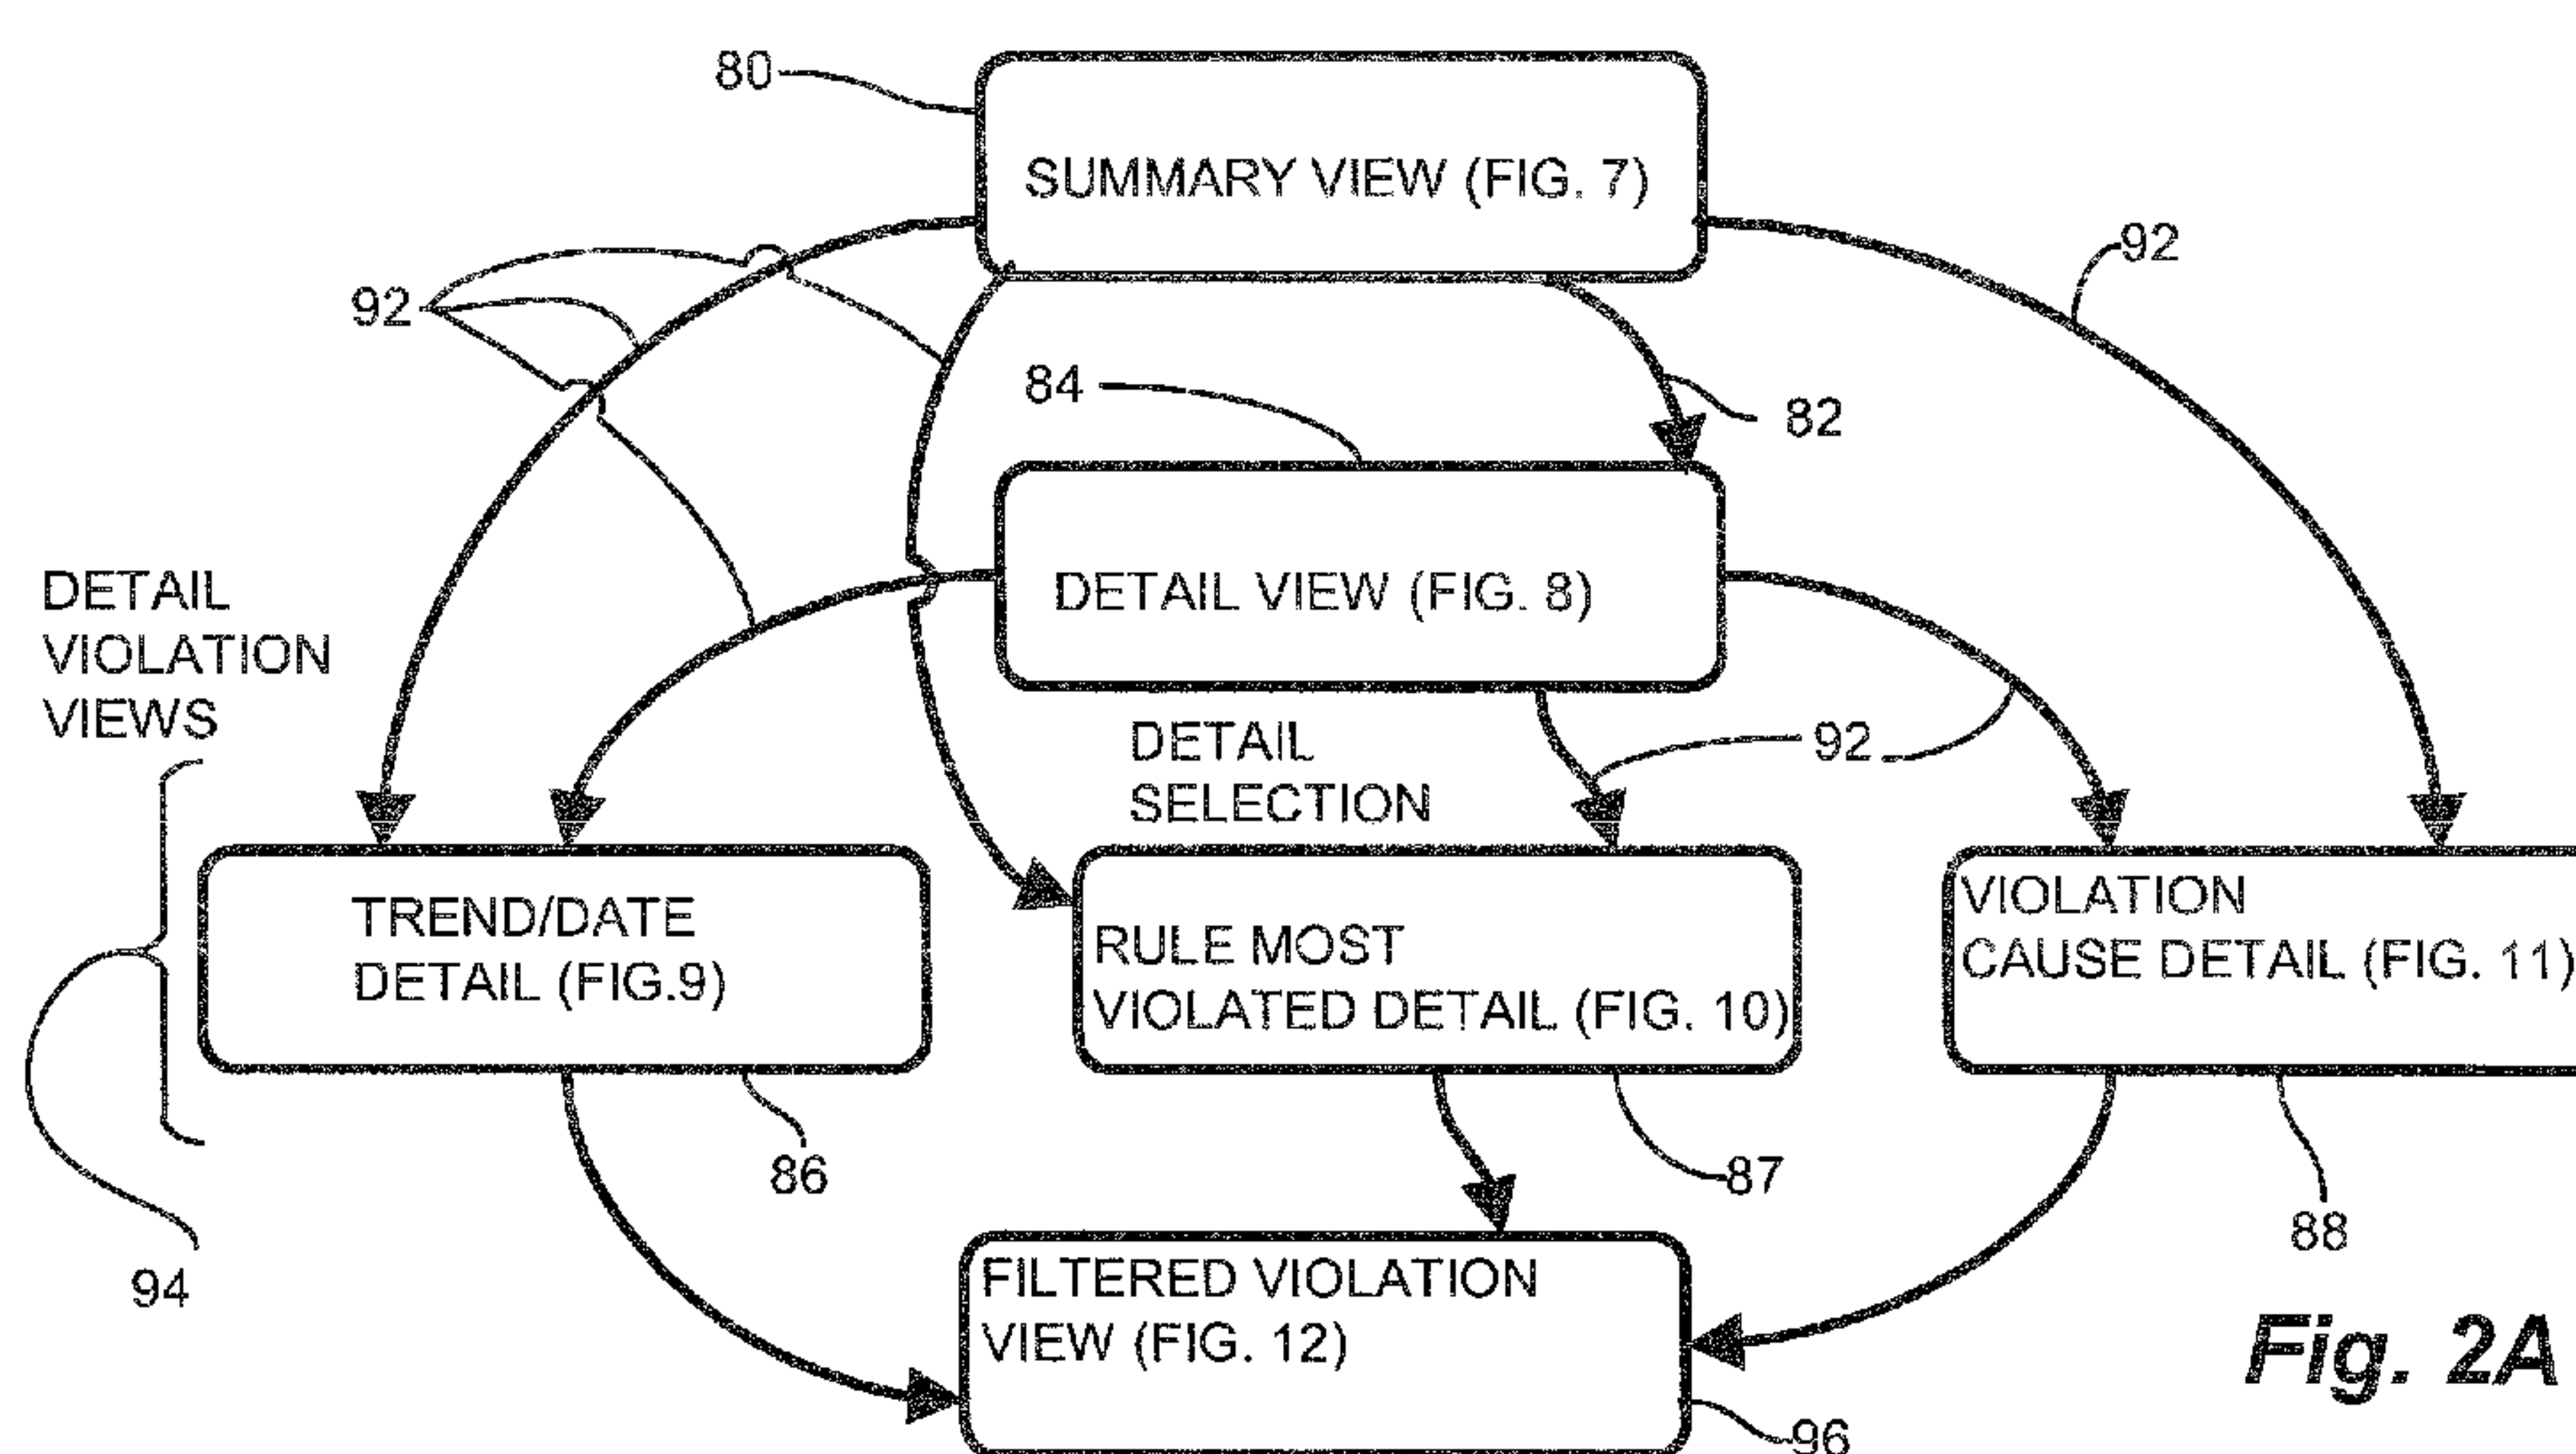 80
SUMMARY VIEW (FIG. 7)
92
92
84
82
DETAIL VIEW (FIG. 8)
DETAIL
VIOLATION
VIEWS
DETAIL
SELECTION
92
TREND/DATE
DETAIL (FIG.9)
RULE MOST
VIOLATED DETAIL (FIG. 10)
VIOLATION
CAUSE DETAIL (FIG. 11)
86
87
88
94
FILTERED VIOLATION
VIEW (FIG. 12)
96
Fig. 2A